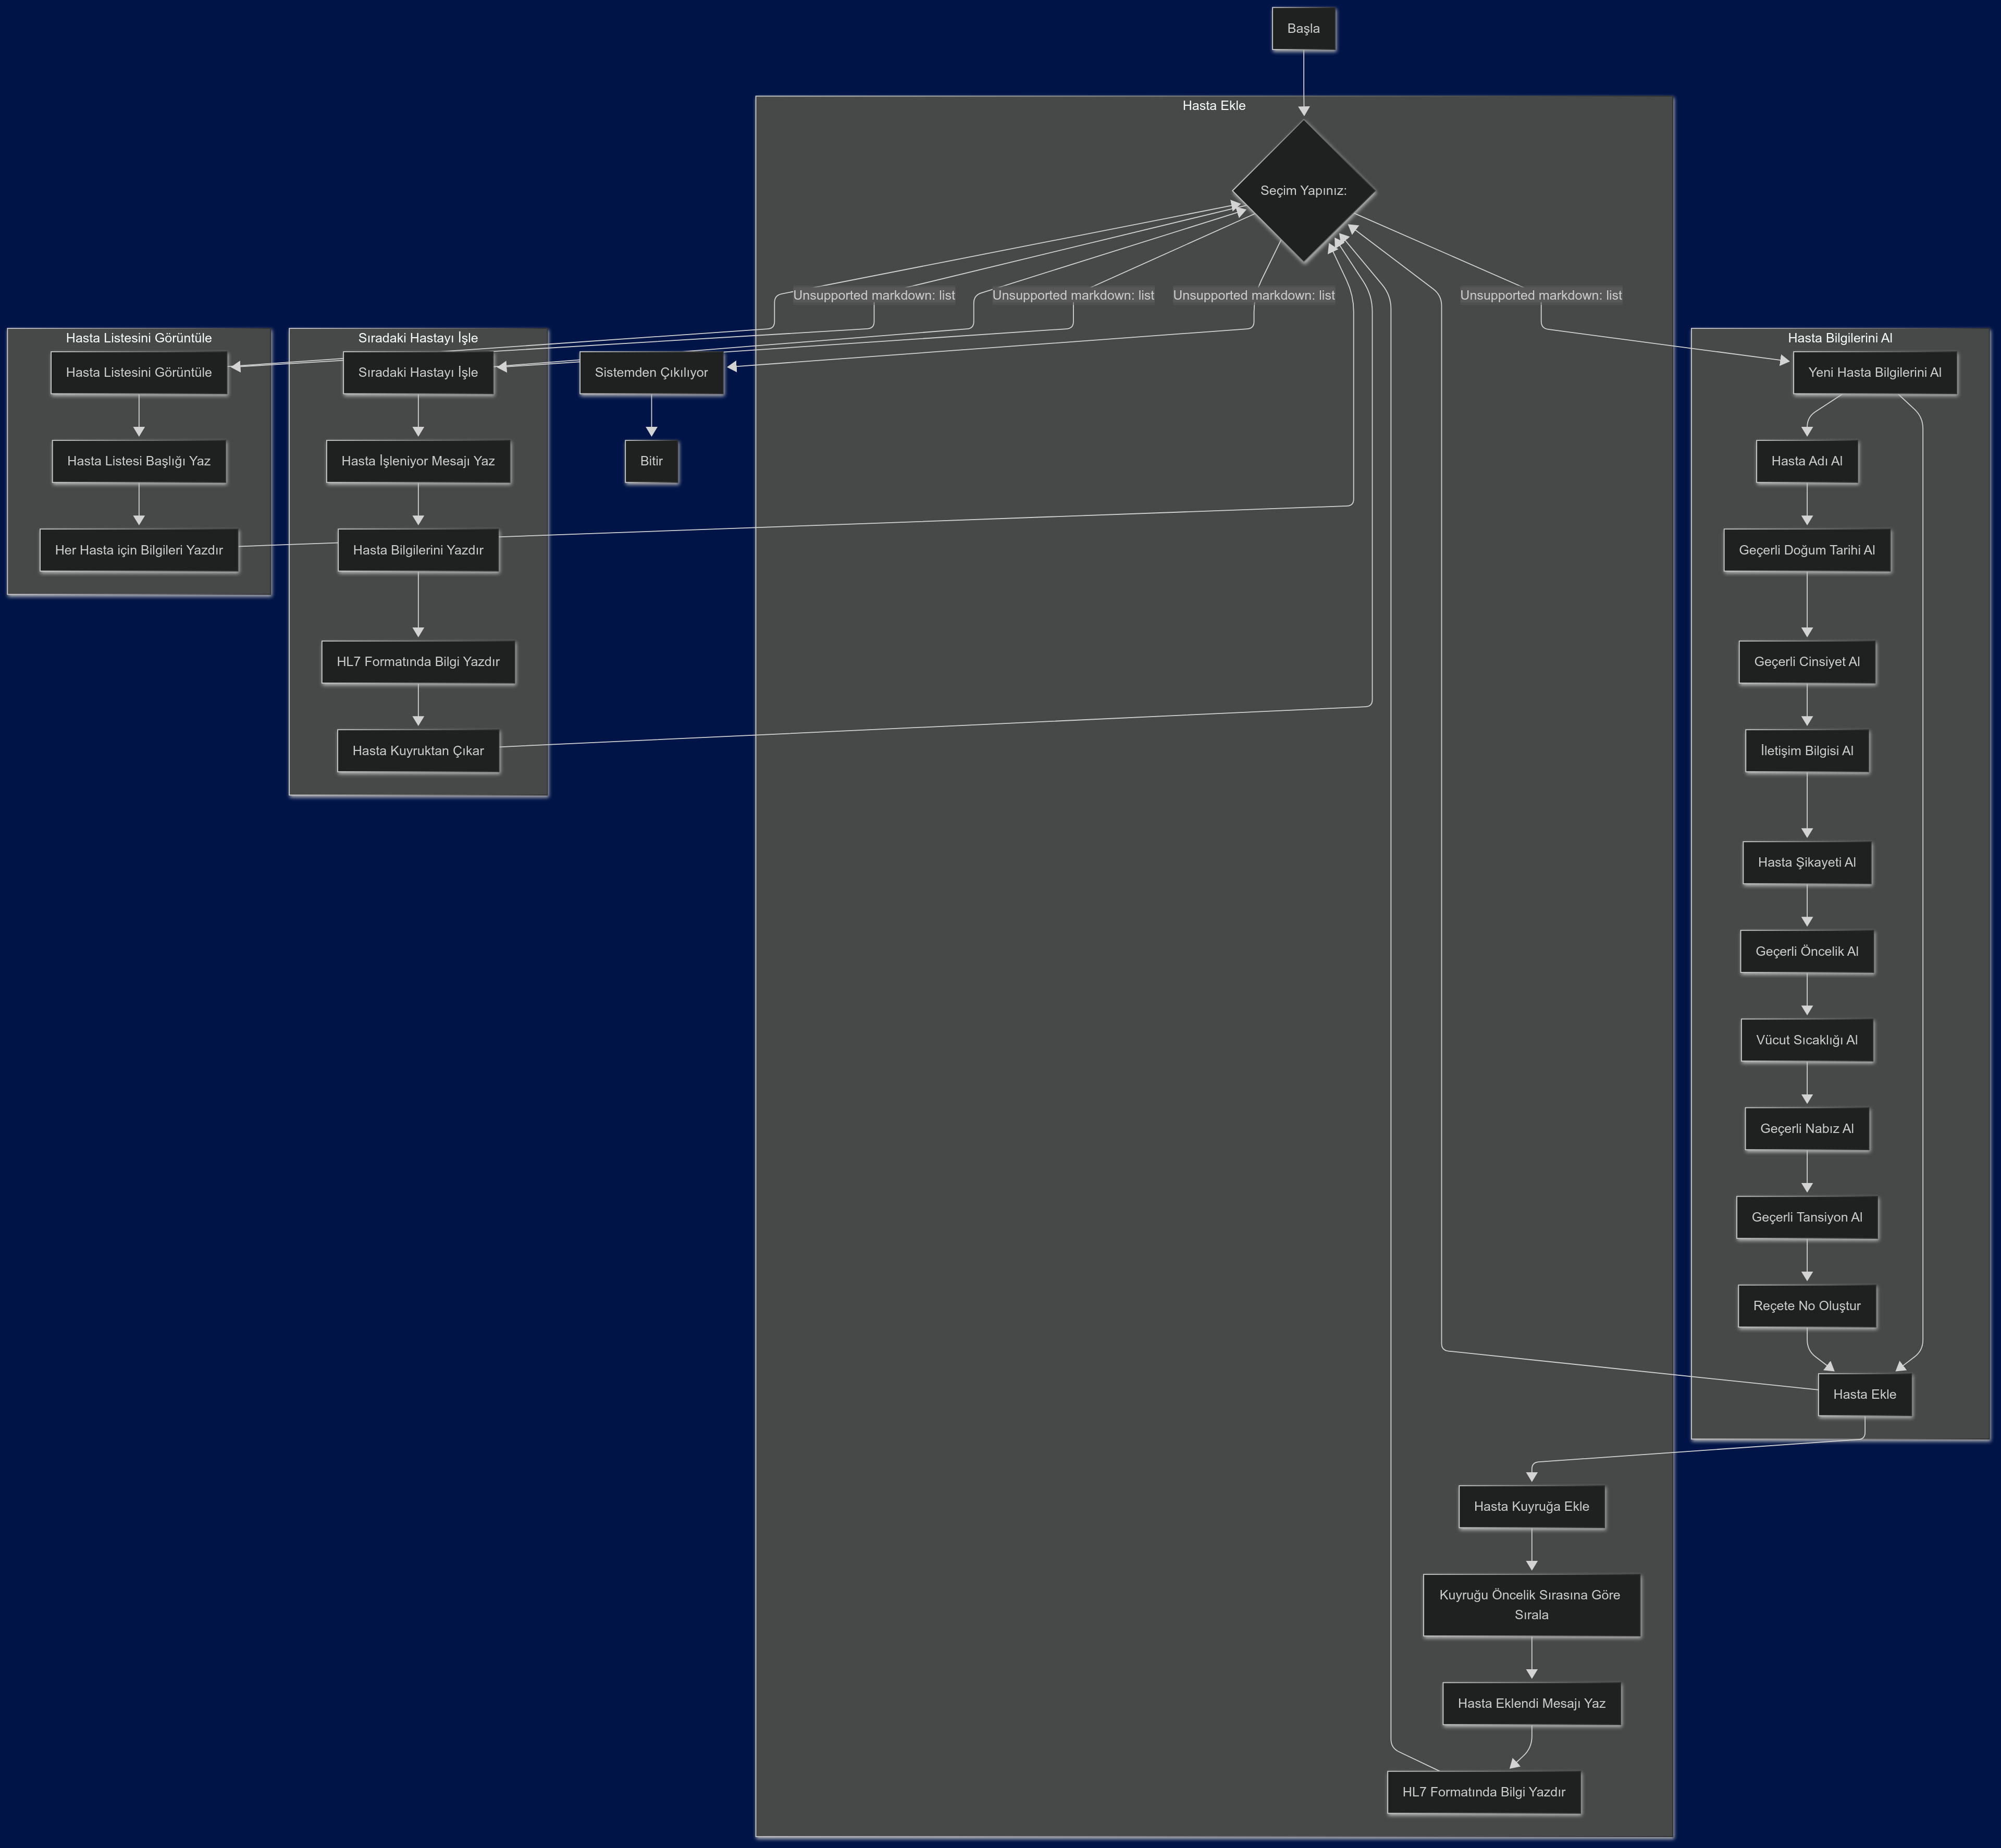 Başla
Hasta Ekle
Seçim Yapınız:
Unsupported markdown: list
Unsupported markdown: list
Unsupported markdown: list
Unsupported markdown: list
Hasta Listesini Görüntüle
Hasta Listesini Görüntüle
Hasta Listesi Başlığı Yaz
Her Hasta için Bilgileri Yazdır
Sıradaki Hastayı İşle
Sıradaki Hastayı İşle
Hasta İşleniyor Mesajı Yaz
Hasta Bilgilerini Yazdır
HL7 Formatında Bilgi Yazdır
Hasta Kuyruktan Çıkar
Sistemden Çıkılıyor
Bitir
Hasta Bilgilerini Al
Yeni Hasta Bilgilerini Al
Hasta Adı Al
Geçerli Doğum Tarihi Al
Geçerli Cinsiyet Al
İletişim Bilgisi Al
Hasta Şikayeti Al
Geçerli Öncelik Al
Vücut Sıcaklığı Al
Geçerli Nabız Al
Geçerli Tansiyon Al
Reçete No Oluştur
Hasta Ekle
Hasta Kuyruğa Ekle
Kuyruğu Öncelik Sırasına Göre
Sırala
Hasta Eklendi Mesajı Yaz
HL7 Formatında Bilgi Yazdır